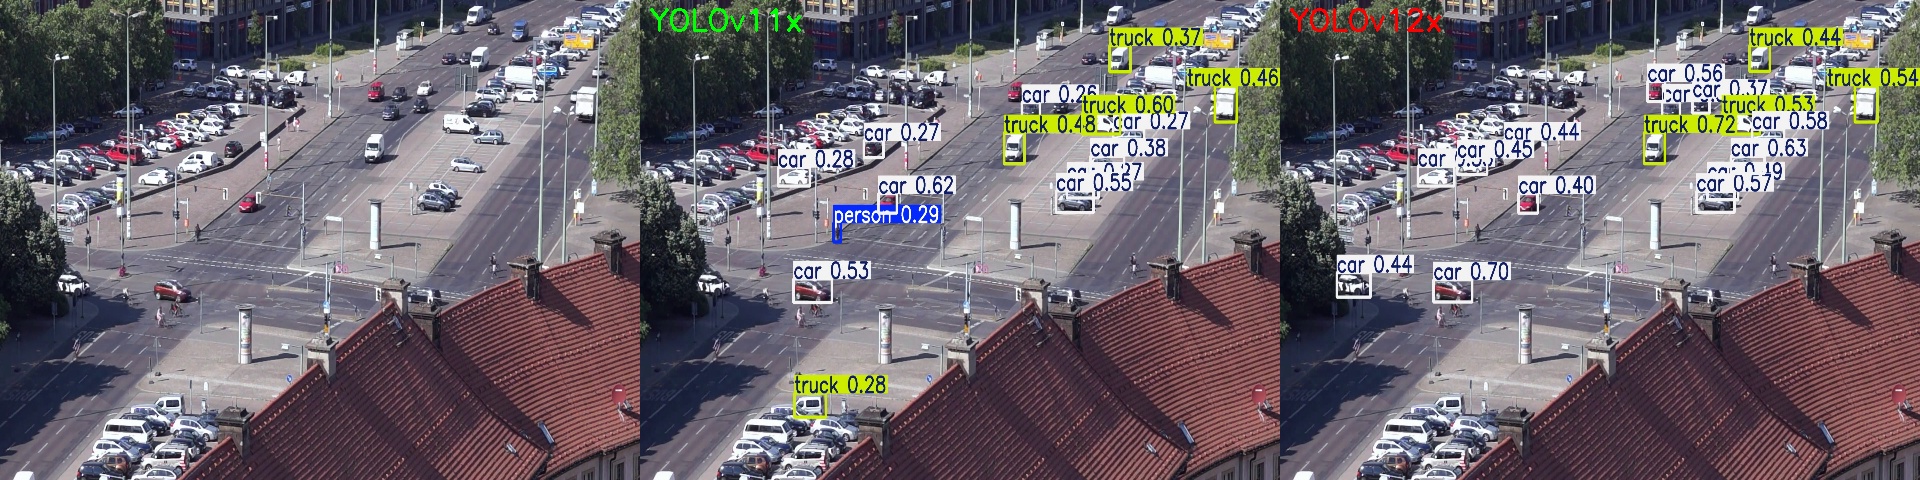 YOLOv11x
truck 0.37
truck 0.46
car 0.26
truck 0.60
truck 0.48
car 0.27
car 0.27
car 0.38
car 0.28
car 0.55
car 0.62
person 0.29
car 0.53
truck 0.28
YOLOv12x
truck 0.44
truck 0.54
car 0.56
car
0.37
truck 0.53
truck 0.72
car 0.58
car 0.44
car 0.45
car
car 0.63
car 0.57
car 0.40
car 0.44
car 0.70